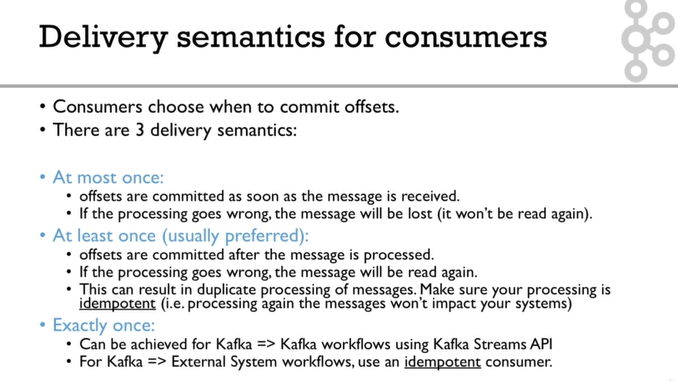 Delivery semantics for consumers
• Consumers choose when to commit offsets.
• There are 3 delivery semantics:
• At most once:
• offsets are committed as soon as the message is received.
• If the processing goes wrong, the message will be lost (it won't be read again).
• At least once (usually preferred):
• offsets are committed after the message is processed.
• If the processing goes wrong, the message will be read again.
• This can result in duplicate processing of messages. Make sure your processing is
idempotent (i.e. processing again the messages won't impact your systems)
• Exactly once:
• Can be achieved for Kafka => Kafka workflows using Kafka Streams API
• For Kafka => External System workflows, use an idempotent consumer.